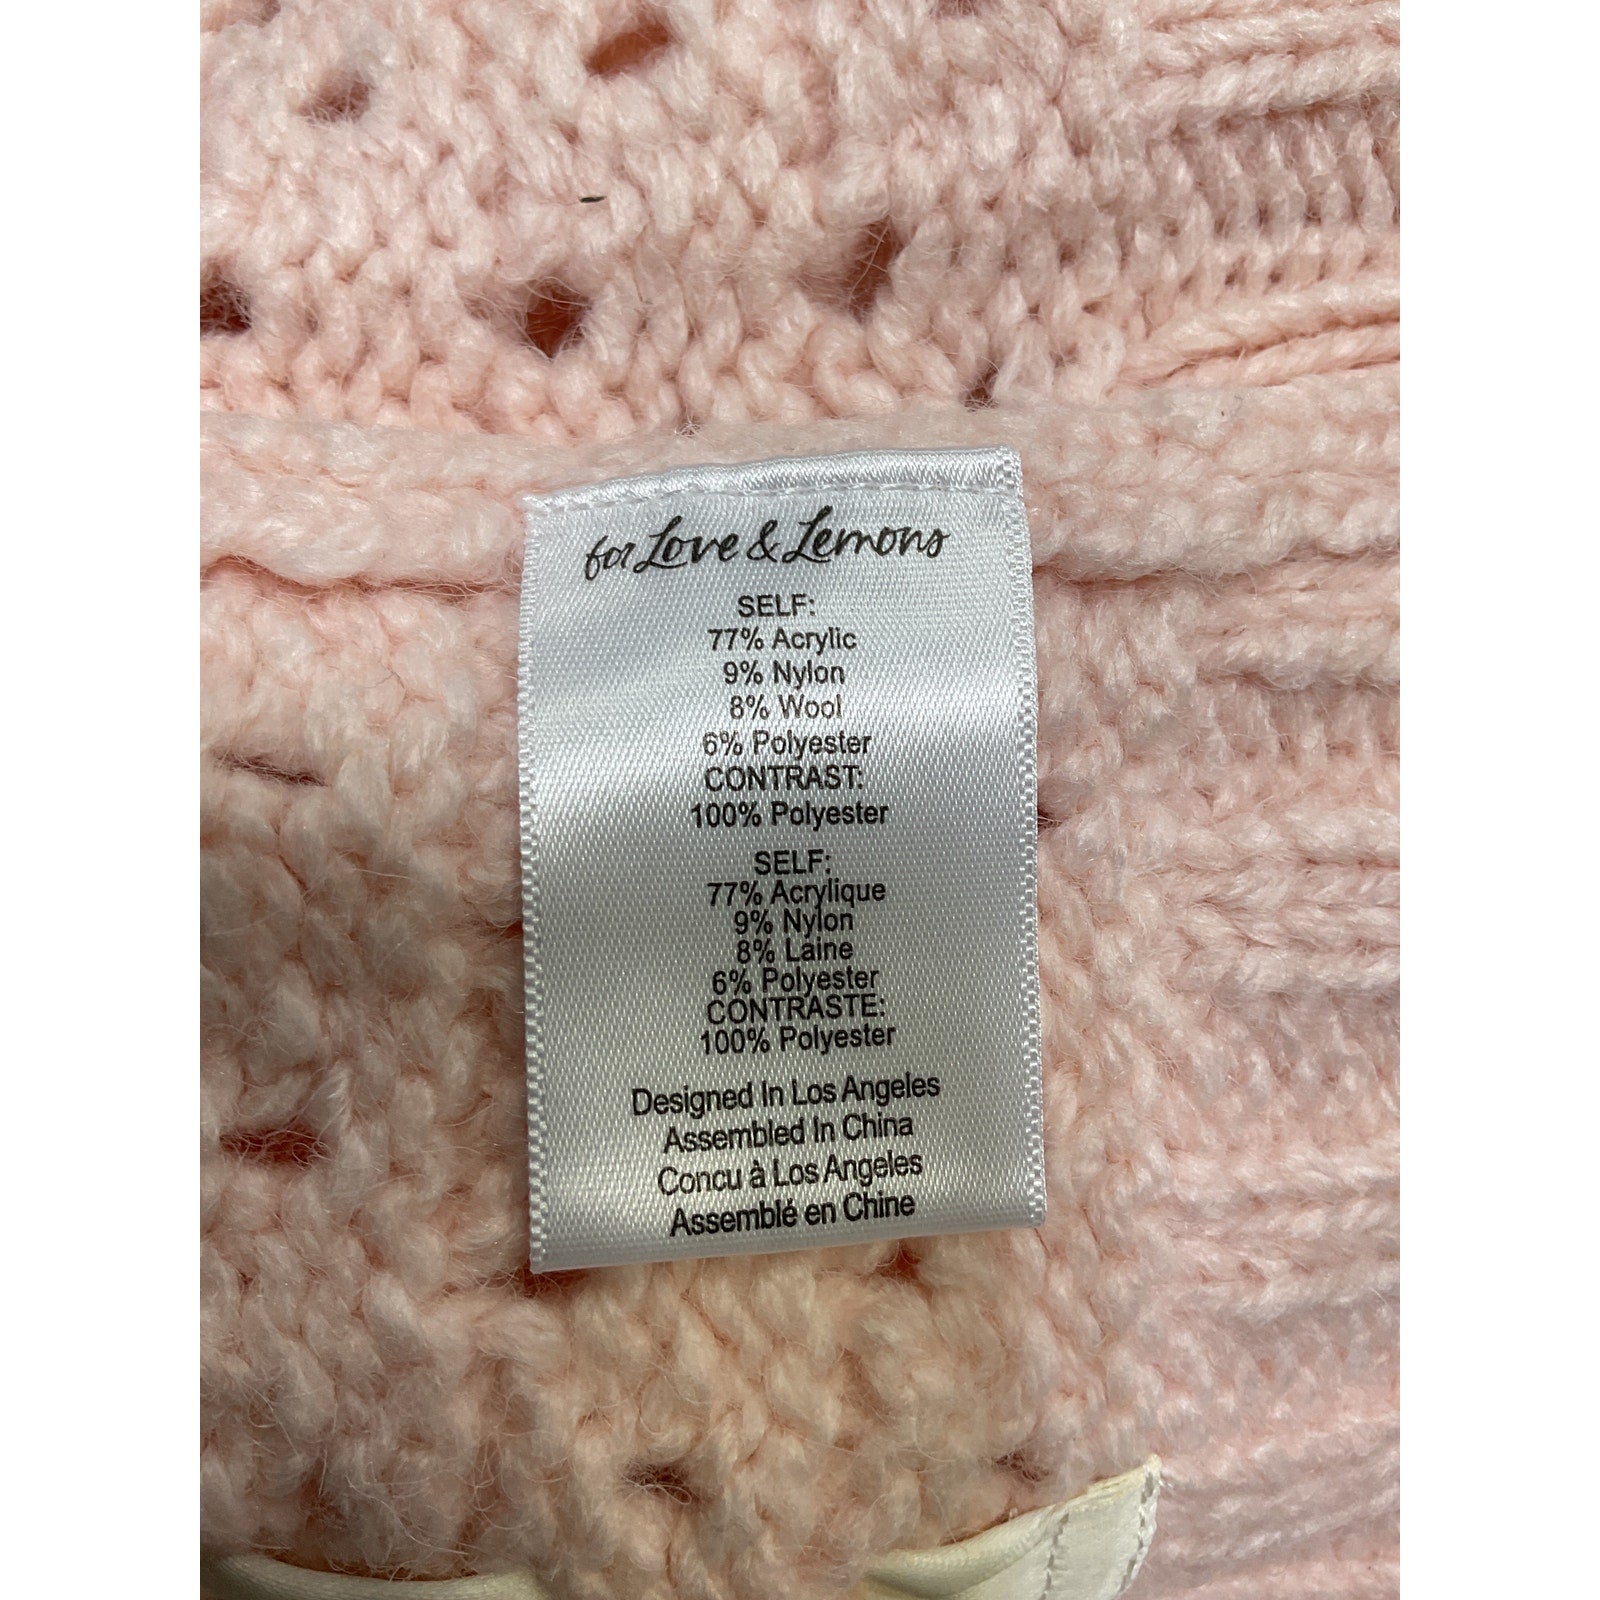 for Love & Lemons
SELF:
77% Acrylic
9% Nylon
8% Wool
6% Polyester
CONTRAST:
100% Polyester
SELF:
77% Acrylique
9% Nylon
8% Laine
6% Polyester
CONTRASTE:
100% Polyester
Designed In Los Angeles
Assembled In China
Concu à Los Angeles
Assemblé en Chine